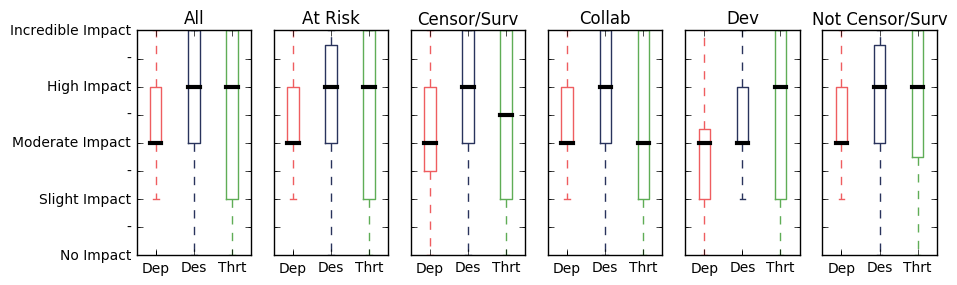 All At Risk Censor/Surv Collab Dev Not Censor/Surv
Incredible Impact
-
High Impact
-
Moderate Impact
-
Slight Impact
-
No Impact
Dep Des Thrt Dep Des Thrt Dep Des Thrt Dep Des Thrt Dep Des Thrt Dep Des Thrt